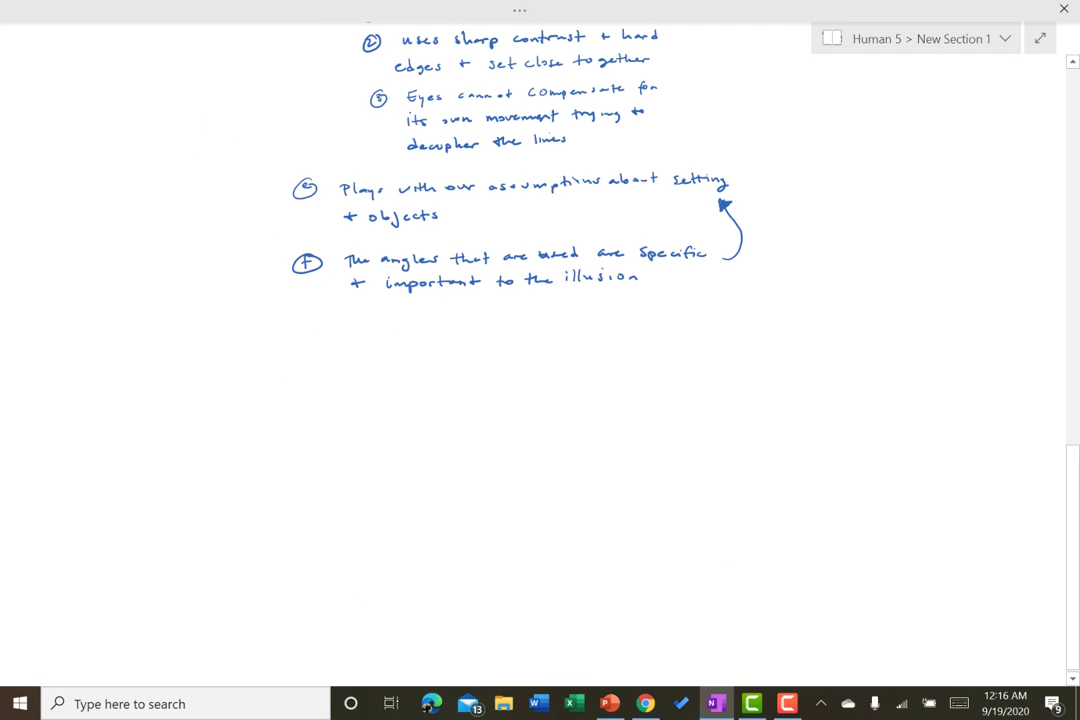 ...
Human 5 > New Section 1
② uses sharp contrast + hard
edges + set close together
③ Eyes cannot compensate for
its own movement trying to
decipher the lines
ⓔ Plays with our assumptions about setting
+ objects
ⓕ The angles that are used are specific
+ important to the illusion
Type here to search
13
12:16 AM
9/19/2020
9